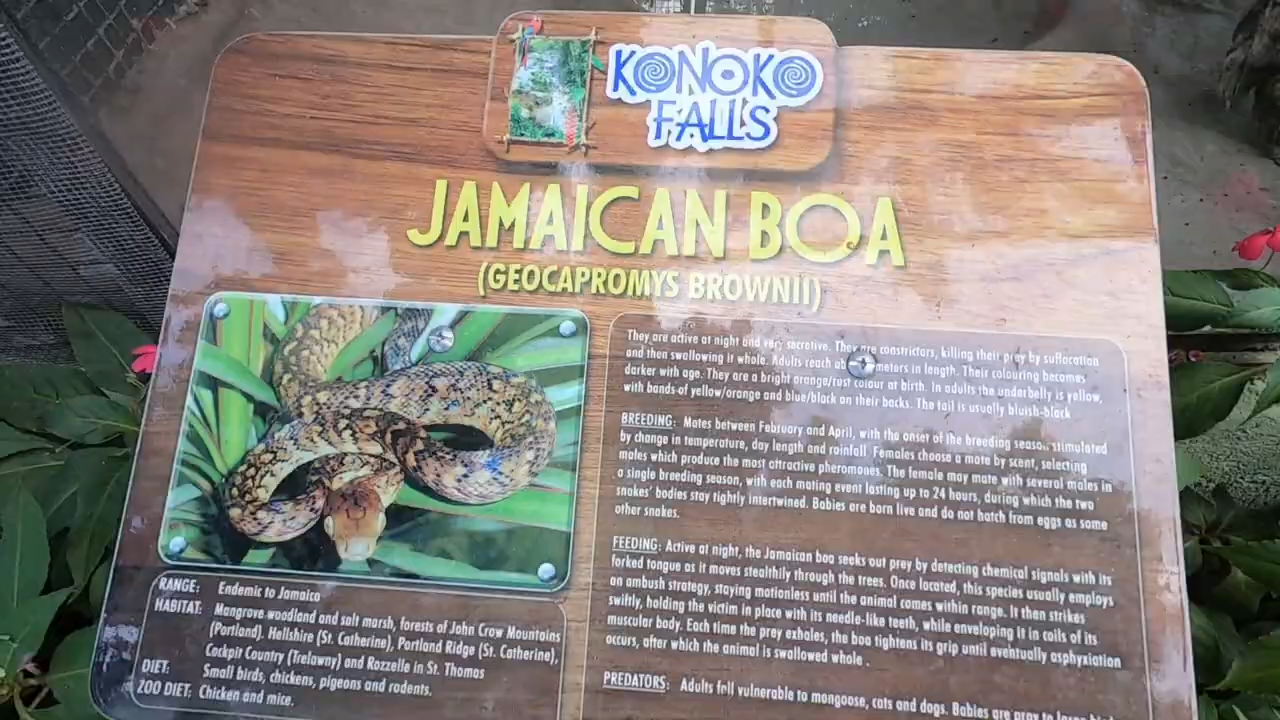 KONOKO
FALLS
JAMAICAN BOA
(GEOCAPROMYS BROWNII)
They are active at night and very secretive. They are constrictors, killing their prey by suffocation
and then swallowing it whole. Adults reach meters in length. Their colouring becomes
darker with age. They are a bright orange/rust colour at birth. In adults the underbelly is yellow,
with bands of yellow/orange and blue/black on their backs. The tail is usually bluish-black
BREEDING: Mates between February and April, with the onset of the breeding season, stimulated
by change in temperature, day length and rainfall. Females choose a mate by scent, selecting
males which produce the most attractive pheromones. The female may mate with several males in
a single breeding season, with each mating event lasting up to 24 hours, during which the two
snakes' bodies stay tightly intertwined. Babies are born live and do not hatch from eggs as some
other snakes.
FEEDING: Active at night, the Jamaican boa seeks out prey by detecting chemical signals with its
forked tongue as it moves stealthily through the trees. Once located, this species usually employs
an ambush strategy, staying motionless until the animal comes within range. It then strikes
swiftly, holding the victim in place with its needle-like teeth, while enveloping it in coils of its
muscular body. Each time the prey exhales, the boa tightens its grip until eventually asphyxiation
occurs, after which the animal is swallowed whole .
PREDATORS: Adults fall vulnerable to mongoose, cats and dogs. Babies are prey to
RANGE: Endemic to Jamaica
HABITAT: Mangrove woodland and salt marsh, forests of John Crow Mountains
(Portland). Hellshire (St. Catherine), Portland Ridge (St. Catherine),
Cockpit Country (Trelawny) and Rozzelle in St. Thomas
DIET: Small birds, chickens, pigeons and rodents.
ZOO DIET: Chicken and mice.